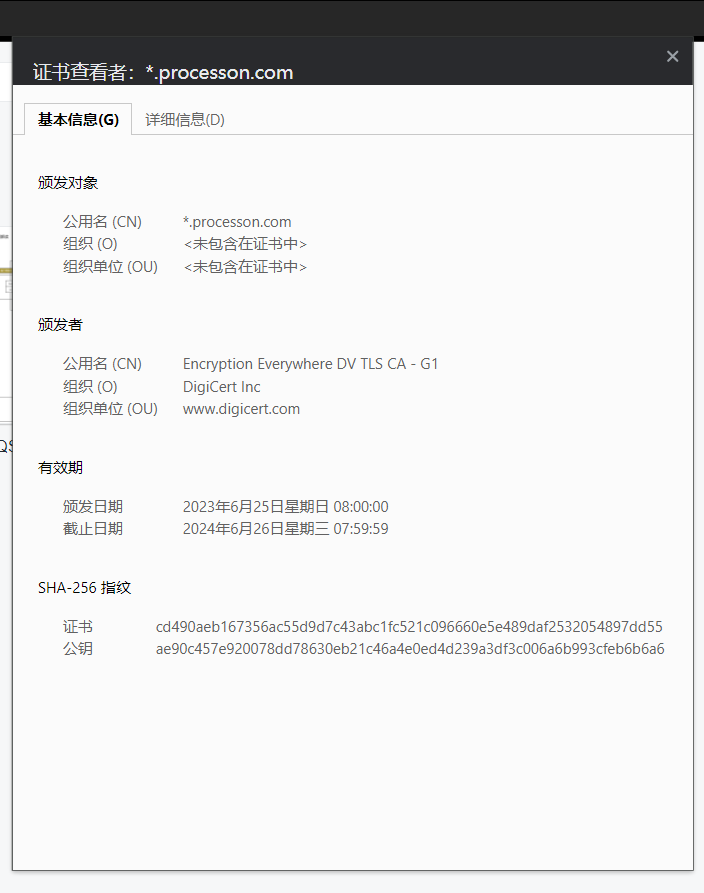 证书查看者：*.processon.com
基本信息(G) 详细信息(D)
颁发对象
公用名 (CN) *.processon.com
组织 (O) <未包含在证书中>
组织单位 (OU) <未包含在证书中>
颁发者
公用名 (CN) Encryption Everywhere DV TLS CA - G1
组织 (O) DigiCert Inc
组织单位 (OU) www.digicert.com
有效期
颁发日期 2023年6月25日星期日 08:00:00
截止日期 2024年6月26日星期三 07:59:59
SHA-256 指纹
证书 cd490aeb167356ac55d9d7c43abc1fc521c096660e5e489daf2532054897dd55
公钥 ae90c457e920078dd78630eb21c46a4e0ed4d239a3df3c006a6b993cfeb6b6a6